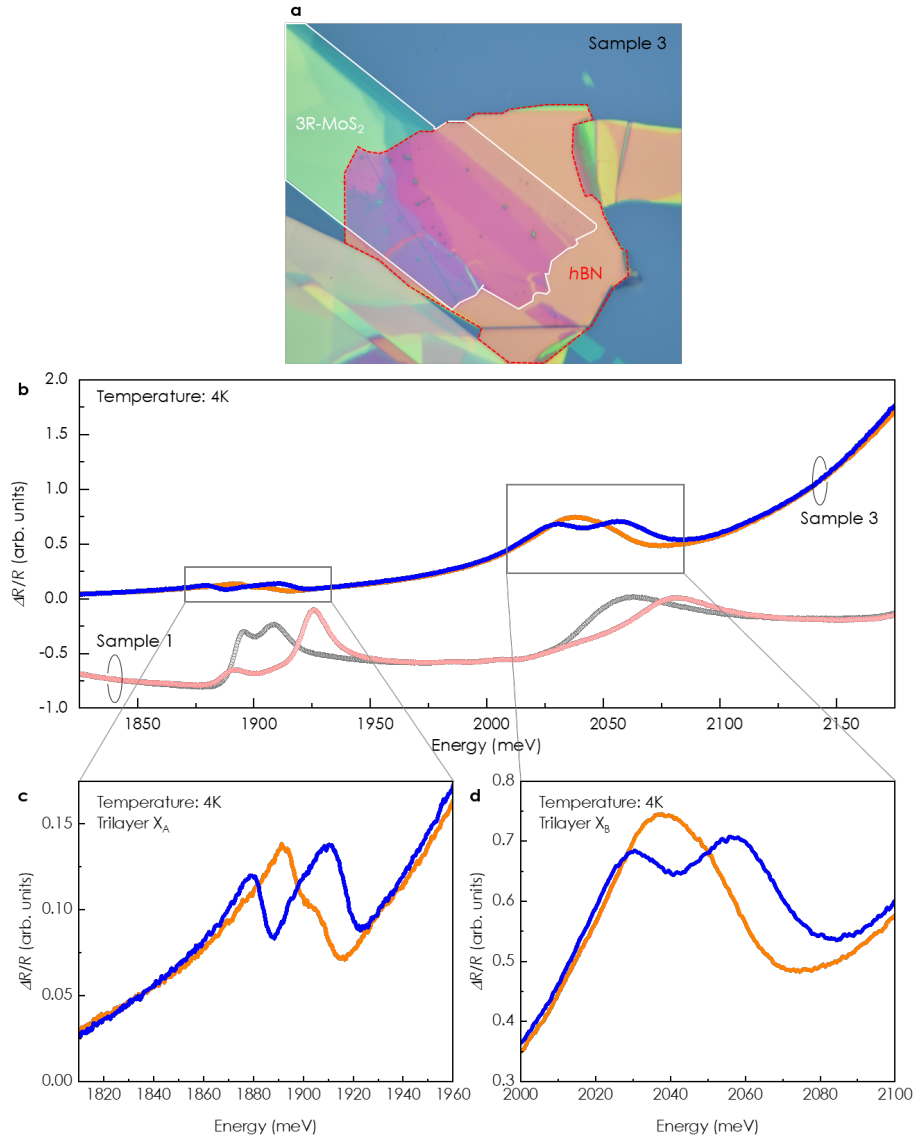 a
Sample 3
3R-MoS₂
hBN
b
Temperature: 4K
ΔR/R (arb. units)
2.0
1.5
1.0
0.5
0.0
-0.5
-1.0
Sample 3
Sample 1
1850 1900 1950 2000 2050 2100 2150
Energy (meV)
c
Temperature: 4K
Trilayer X_A
ΔR/R (arb. units)
0.15
0.10
0.05
0.00
1820 1840 1860 1880 1900 1920 1940 1960
Energy (meV)
d
Temperature: 4K
Trilayer X_B
ΔR/R (arb. units)
0.8
0.7
0.6
0.5
0.4
0.3
2000 2020 2040 2060 2080 2100
Energy (meV)